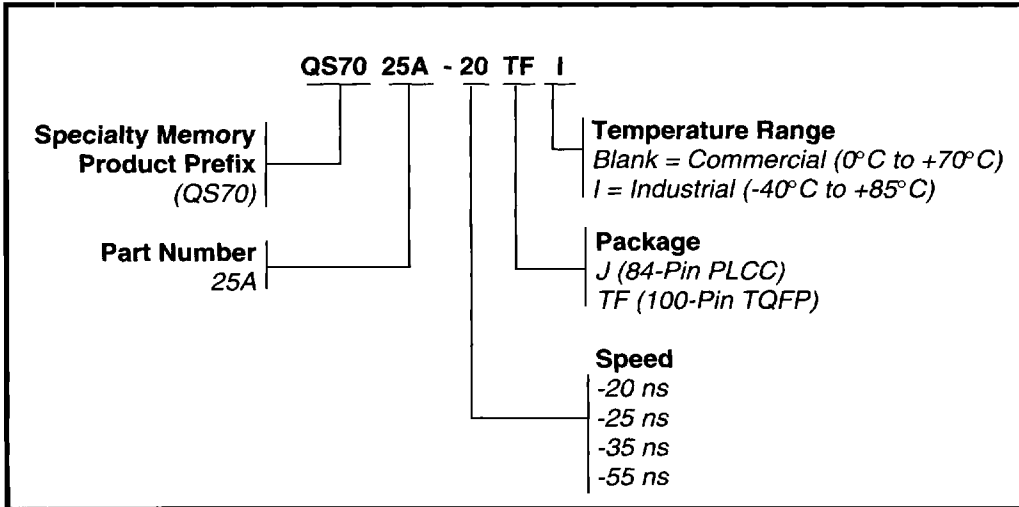 QS70 25A - 20 TF I
Specialty Memory
Product Prefix
(QS70)
Part Number
25A
Temperature Range
Blank = Commercial (0°C to +70°C)
I = Industrial (-40°C to +85°C)
Package
J (84-Pin PLCC)
TF (100-Pin TQFP)
Speed
-20 ns
-25 ns
-35 ns
-55 ns